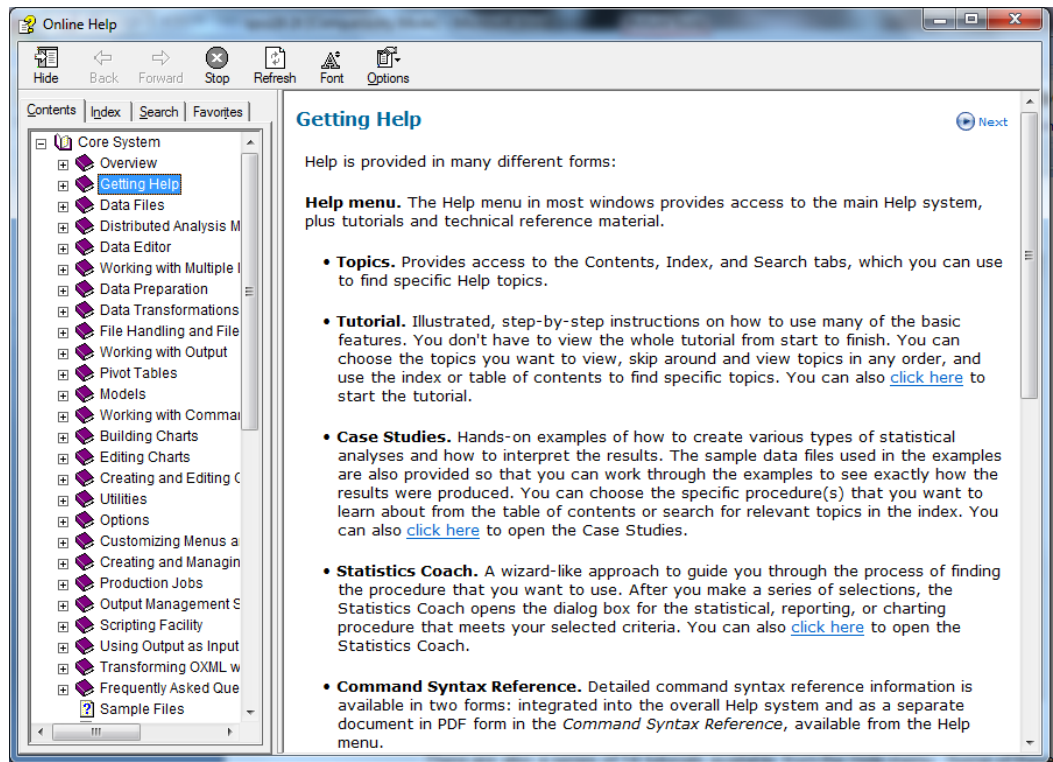 Online Help
Hide Back Forward Stop Refresh Font Options
Contents Index Search Favorites
Core System
Overview
Getting Help
Data Files
Distributed Analysis M
Data Editor
Working with Multiple
Data Preparation
Data Transformations
File Handling and File
Working with Output
Pivot Tables
Models
Working with Comma
Building Charts
Editing Charts
Creating and Editing C
Utilities
Options
Customizing Menus a
Creating and Managin
Production Jobs
Output Management S
Scripting Facility
Using Output as Input
Transforming OXML w
Frequently Asked Que
Sample Files
Getting Help
Next
Help is provided in many different forms:
Help menu. The Help menu in most windows provides access to the main Help system,
plus tutorials and technical reference material.
• Topics. Provides access to the Contents, Index, and Search tabs, which you can use
to find specific Help topics.
• Tutorial. Illustrated, step-by-step instructions on how to use many of the basic
features. You don't have to view the whole tutorial from start to finish. You can
choose the topics you want to view, skip around and view topics in any order, and
use the index or table of contents to find specific topics. You can also click here to
start the tutorial.
• Case Studies. Hands-on examples of how to create various types of statistical
analyses and how to interpret the results. The sample data files used in the examples
are also provided so that you can work through the examples to see exactly how the
results were produced. You can choose the specific procedure(s) that you want to
learn about from the table of contents or search for relevant topics in the index. You
can also click here to open the Case Studies.
• Statistics Coach. A wizard-like approach to guide you through the process of finding
the procedure that you want to use. After you make a series of selections, the
Statistics Coach opens the dialog box for the statistical, reporting, or charting
procedure that meets your selected criteria. You can also click here to open the
Statistics Coach.
• Command Syntax Reference. Detailed command syntax reference information is
available in two forms: integrated into the overall Help system and as a separate
document in PDF form in the Command Syntax Reference, available from the Help
menu.